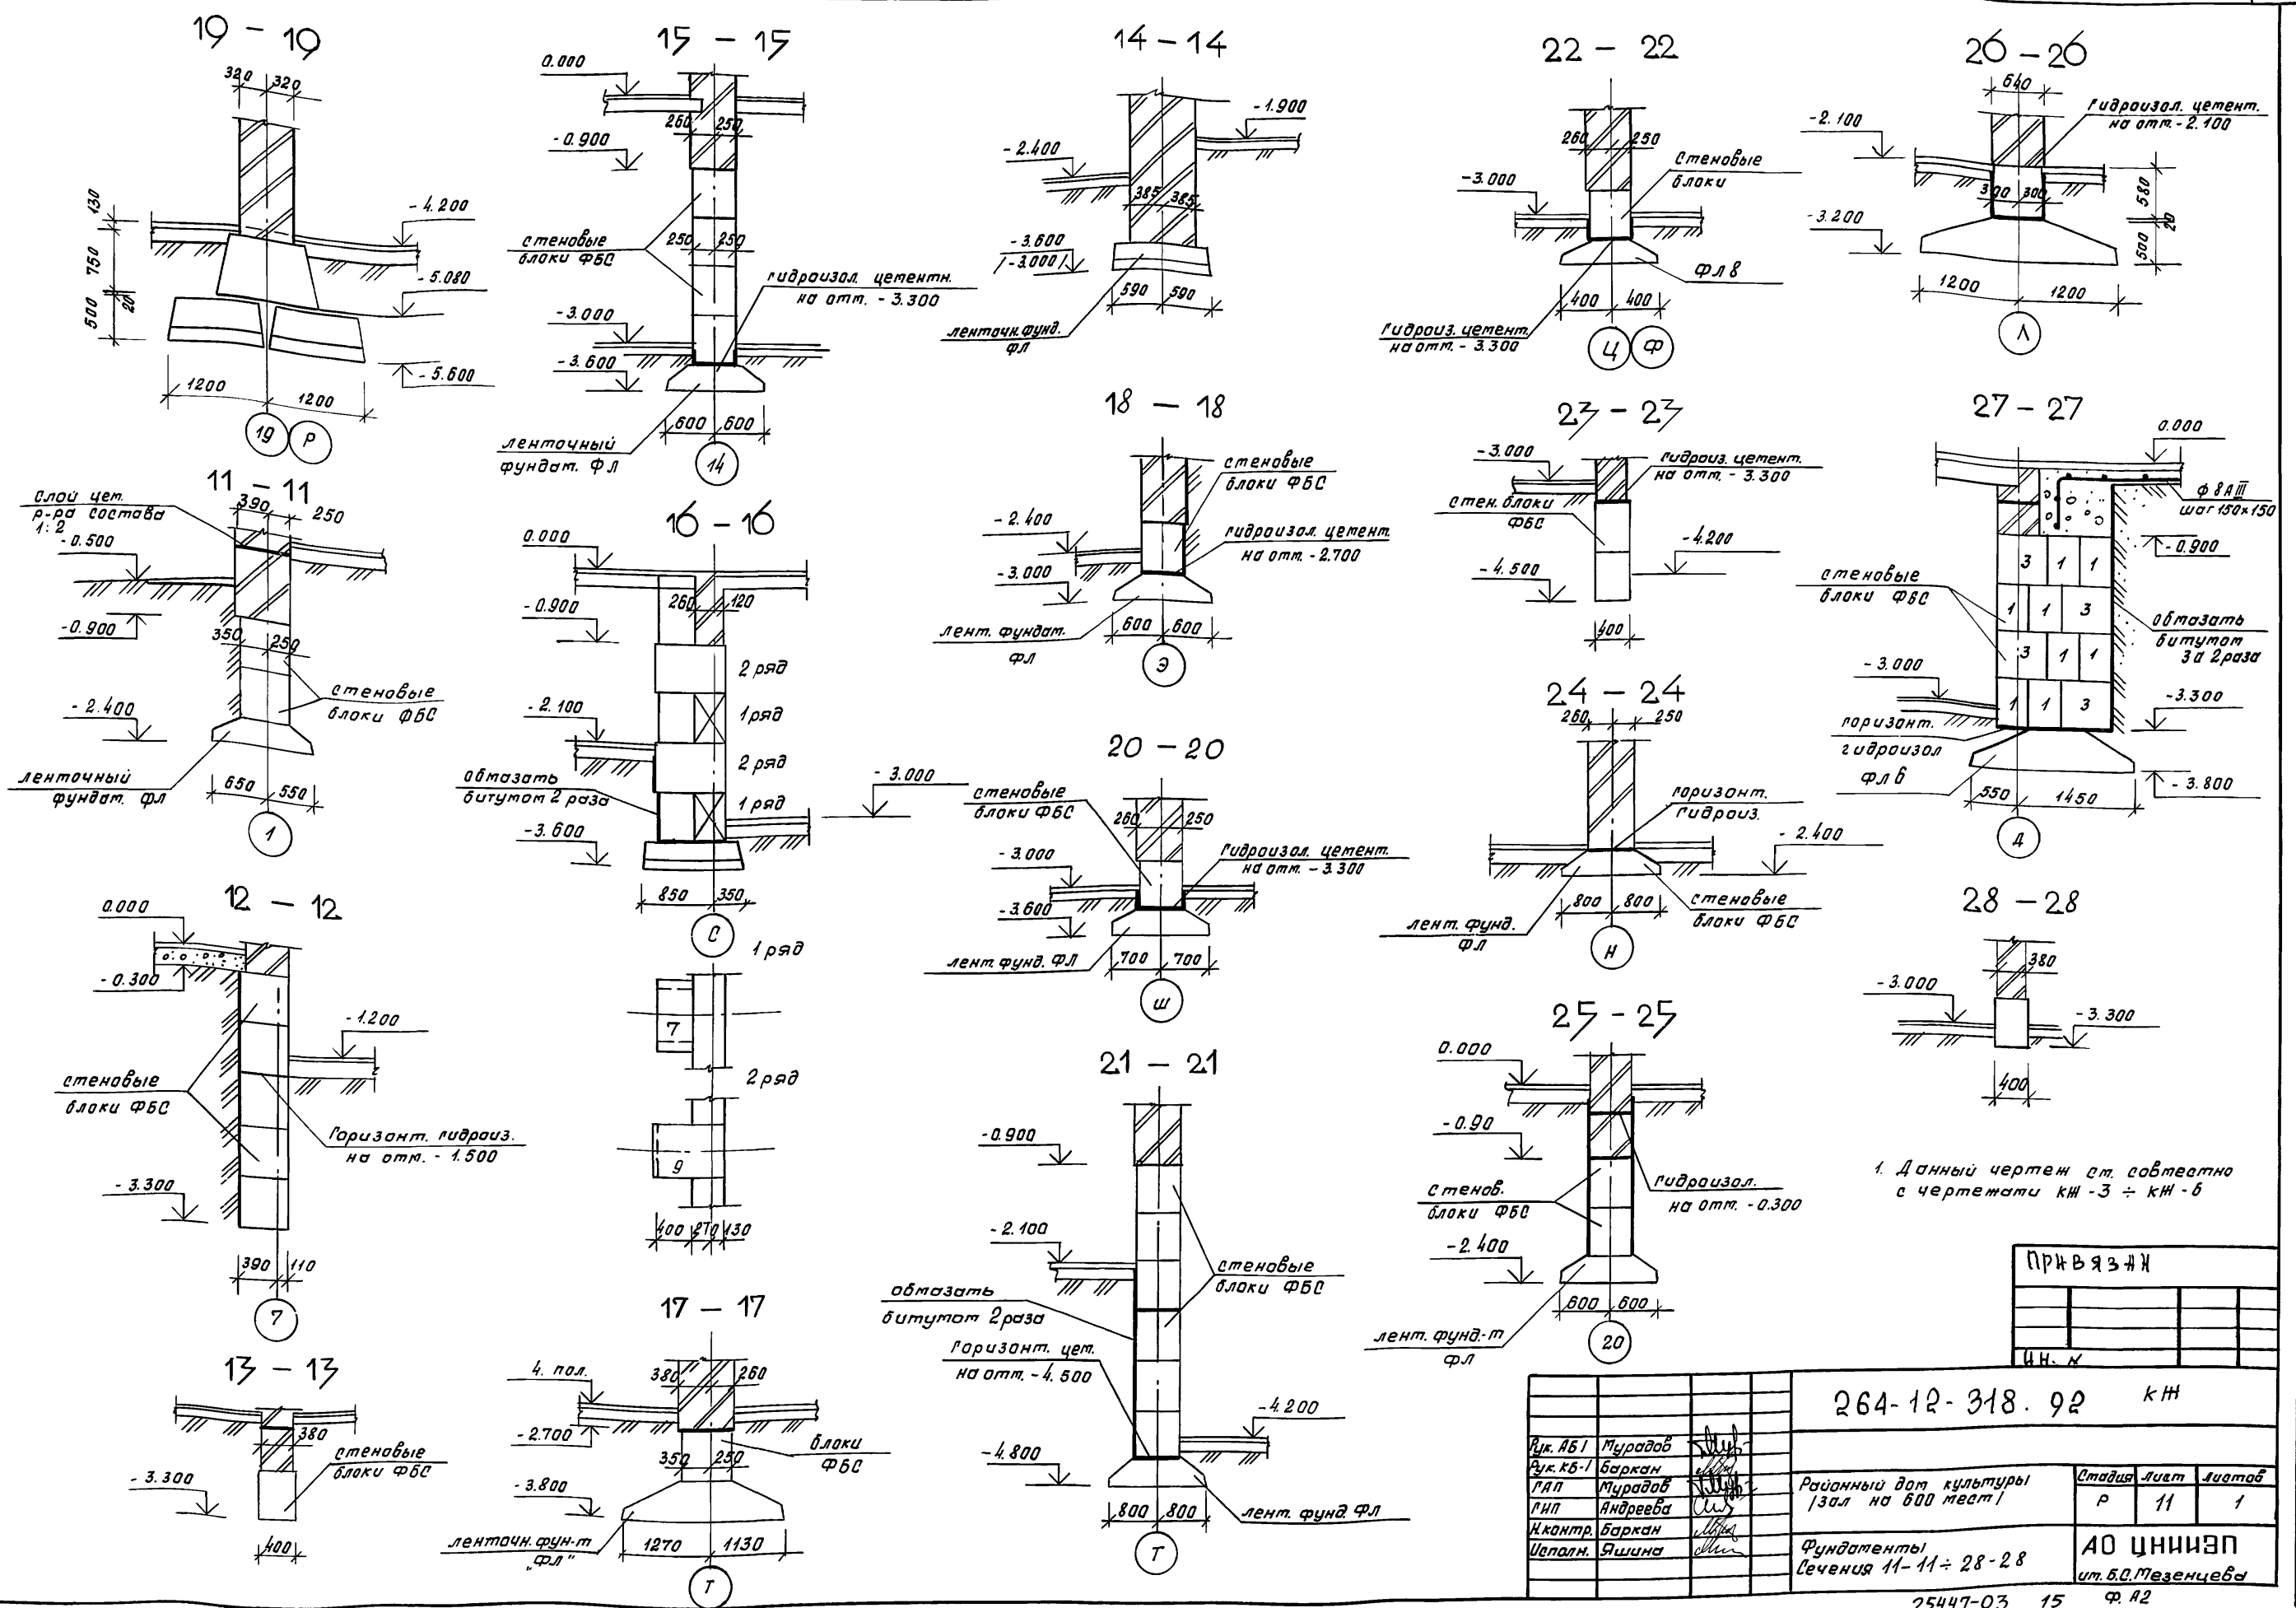 19 - 19
320 320
130
750
20
500
-4.200
-5.080
-5.600
1200 1200
19 Р
15 - 15
0.000
260 250
-0.900
стеновые
блоки ФБС
250 250
гидроизол. цементн.
на отм. -3.300
-3.000
-3.600
600 600
ленточный
фундам. ФЛ
14
14 - 14
-1.900
-2.400
385 385
-3.600
/-3.000/
590 590
ленточн. фунд.
ФЛ
22 - 22
260 250
Стеновые
блоки
-3.000
ФЛ 8
400 400
Гидроиз. цемент.
на отм. -3.300
Ц Ф
26 - 26
640
Гидроизол. цемент.
на отм. -2.100
-2.100
300 300
580
20
500
-3.200
1200 1200
Л
11 - 11
Слой цем.
р-ра состава
1:2
390 250
-0.500
-0.900
350 250
стеновые
блоки ФБС
-2.400
ленточный
фундам. ФЛ
650 550
1
16 - 16
0.000
260 120
-0.900
2 ряд
1 ряд
-2.100
2 ряд
обмазать
битумом 2 раза
1 ряд
-3.000
-3.600
850 350
С
1 ряд
7
2 ряд
9
400 270 130
18 - 18
стеновые
блоки ФБС
-2.400
гидроизол. цемент.
на отм. -2.700
-3.000
лент. фундам.
ФЛ
600 600
Э
23 - 23
-3.000
гидроиз. цемент.
на отм. -3.300
стен. блоки
ФБС
-4.200
-4.500
400
27 - 27
0.000
ф 8 А III
шаг 150×150
-0.900
3 1 1
1 1 3
3 1 1
1 1 3
стеновые
блоки ФБС
обмазать
битумом
за 2 раза
-3.000
-3.300
горизонт.
гидроизол
ФЛ 6
-3.800
550 1450
Д
12 - 12
0.000
-0.300
-1.200
стеновые
блоки ФБС
Горизонт. гидроиз.
на отм. -1.500
-3.300
390 110
7
20 - 20
стеновые
блоки ФБС
260 250
-3.000
Гидроизол. цемент.
на отм. -3.300
-3.600
лент. фунд. ФЛ
700 700
Ш
24 - 24
260 250
горизонт.
Гидроиз.
-2.400
800 800
стеновые
блоки ФБС
лент. фунд.
ФЛ
Н
28 - 28
380
-3.000
-3.300
400
13 - 13
380
стеновые
блоки ФБС
-3.300
400
17 - 17
ч. пол.
380 260
-2.700
блоки
ФБС
350 250
-3.800
ленточн. фун-т
"ФЛ"
1270 1130
Т
21 - 21
-0.900
-2.100
стеновые
блоки ФБС
обмазать
битумом 2 раза
Горизонт. цем.
на отм. -4.500
-4.200
-4.800
800 800
лент. фунд. ФЛ
Т
25 - 25
0.000
-0.90
Гидроизол.
на отм. -0.300
стенов.
блоки ФБС
-2.400
600 600
лент. фунд-т
ФЛ
20
1. Данный чертеж см. совместно
с чертежами КЖ-3 ÷ КЖ-6
ПРИВЯЗАН
ИН. №
264-12-318.92 КЖ
Рук. АБ1 Мурадов
Рук. КБ-1 Баркан
ГАП Мурадов
ГИП Андреева
Н.контр. Баркан
Исполн. Яшина
Районный дом культуры
/Зал на 600 мест/
Стадия Лист Листов
Р 11 1
Фундаменты
Сечения 11-11 ÷ 28-28
АО ЦНИИЭП
им. Б.С. Мезенцева
25447-03 15 Ф. А2